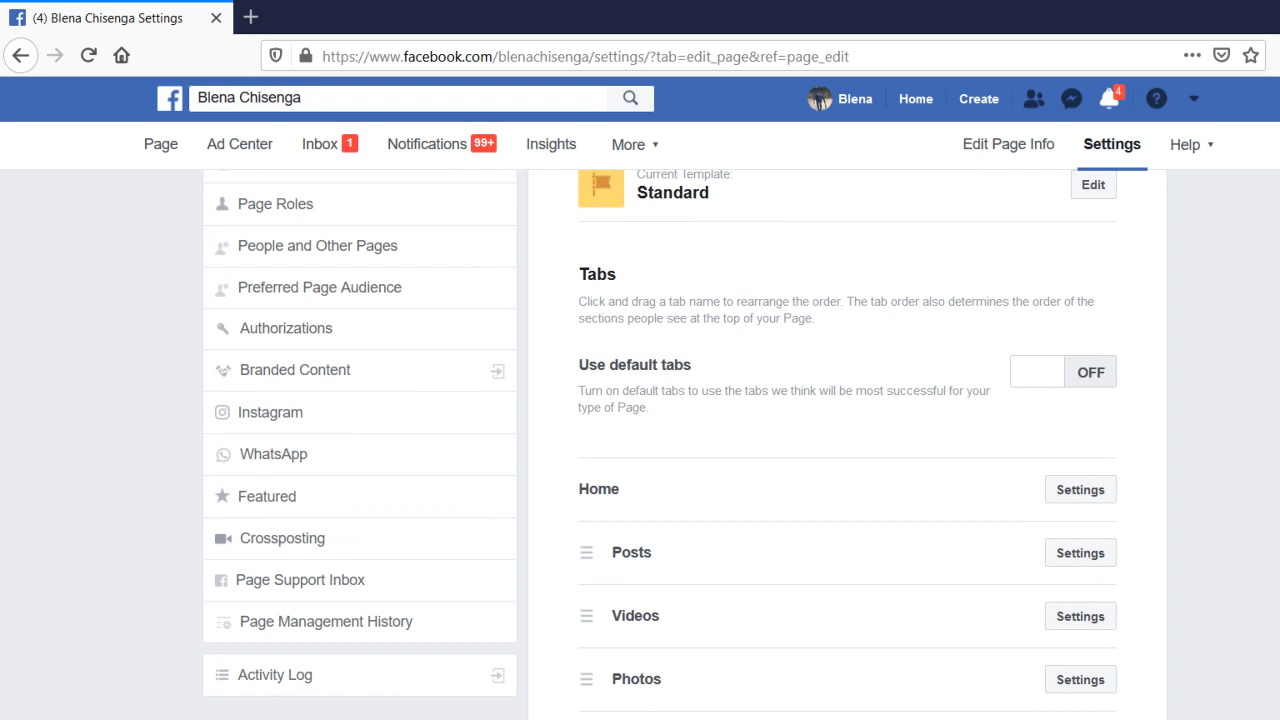 (4) Blena Chisenga Settings
https://www.facebook.com/blenachisenga/settings/?tab=edit_page&ref=page_edit
Blena Chisenga
Blena Home Create 4
Page Ad Center Inbox 1 Notifications 99+ Insights More Edit Page Info Settings Help
Page Roles
People and Other Pages
Preferred Page Audience
Authorizations
Branded Content
Instagram
WhatsApp
Featured
Crossposting
Page Support Inbox
Page Management History
Activity Log
Current Template:
Standard
Edit
Tabs
Click and drag a tab name to rearrange the order. The tab order also determines the order of the
sections people see at the top of your Page.
Use default tabs
OFF
Turn on default tabs to use the tabs we think will be most successful for your
type of Page.
Home Settings
Posts Settings
Videos Settings
Photos Settings